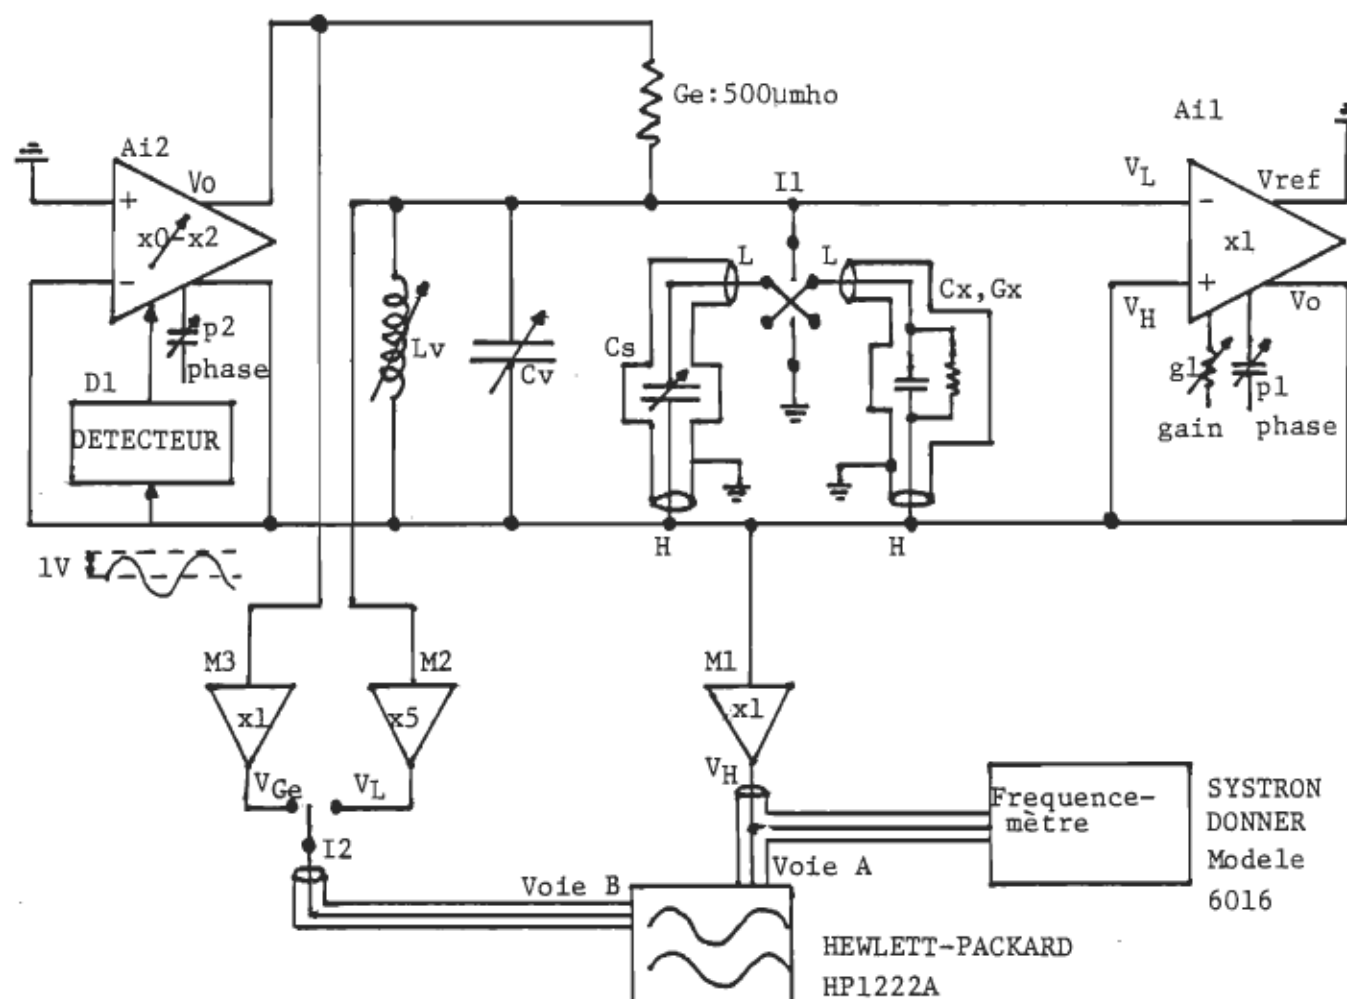 Ge:500µmho
Ai1
Ai2
Vo
I1
VL
Vref
+
-
x0-x2
x1
L
L
Cx,Gx
-
+
VH
Vo
p2
phase
Lv
Cv
Cs
g1
p1
gain
phase
D1
DETECTEUR
H
H
1V
M3
M2
M1
x1
x5
x1
VGe
VL
VH
Frequence-
mètre
SYSTRON
DONNER
Modele
6016
I2
Voie A
Voie B
HEWLETT-PACKARD
HP1222A